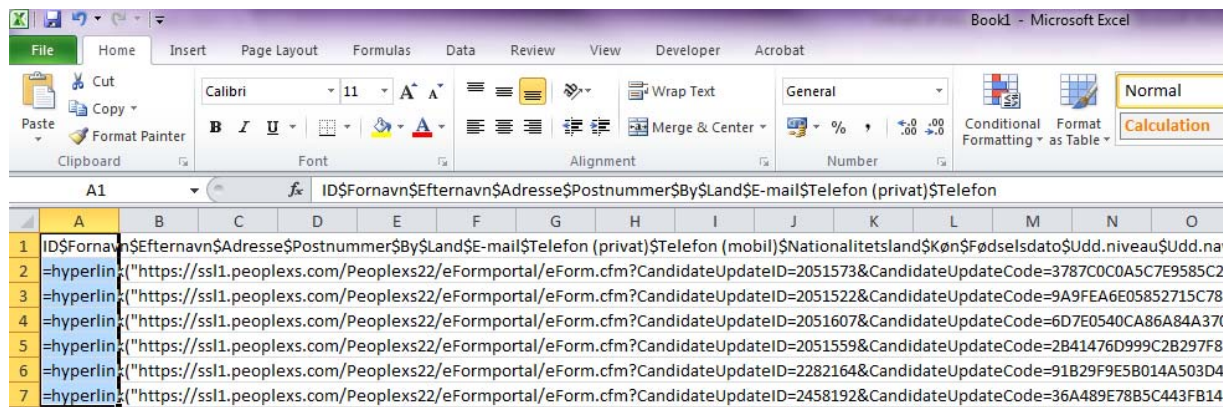 Book1 - Microsoft Excel
File Home Insert Page Layout Formulas Data Review View Developer Acrobat
Cut
Calibri 11 A A Wrap Text General Normal
Copy
Paste
Format Painter B I U A Merge & Center % , Conditional Format Calculation
Formatting as Table
Clipboard Font Alignment Number
A1 fx ID$Fornavn$Efternavn$Adresse$Postnummer$By$Land$E-mail$Telefon (privat)$Telefon
A B C D E F G H I J K L M N O
1 ID$Fornavn$Efternavn$Adresse$Postnummer$By$Land$E-mail$Telefon (privat)$Telefon (mobil)$Nationalitetsland$Køn$Fødselsdato$Udd.niveau$Udd.na
2 =hyperlink("https://ssl1.peoplexs.com/Peoplexs22/eFormportal/eForm.cfm?CandidateUpdateID=2051573&CandidateUpdateCode=3787C0C0A5C7E9585C2
3 =hyperlink("https://ssl1.peoplexs.com/Peoplexs22/eFormportal/eForm.cfm?CandidateUpdateID=2051522&CandidateUpdateCode=9A9FEA6E05852715C78
4 =hyperlink("https://ssl1.peoplexs.com/Peoplexs22/eFormportal/eForm.cfm?CandidateUpdateID=2051607&CandidateUpdateCode=6D7E0540CA86A84A370
5 =hyperlink("https://ssl1.peoplexs.com/Peoplexs22/eFormportal/eForm.cfm?CandidateUpdateID=2051559&CandidateUpdateCode=2B41476D999C2B297F8
6 =hyperlink("https://ssl1.peoplexs.com/Peoplexs22/eFormportal/eForm.cfm?CandidateUpdateID=2282164&CandidateUpdateCode=91B29F9E5B014A503D4
7 =hyperlink("https://ssl1.peoplexs.com/Peoplexs22/eFormportal/eForm.cfm?CandidateUpdateID=2458192&CandidateUpdateCode=36A489E78B5C443FB14